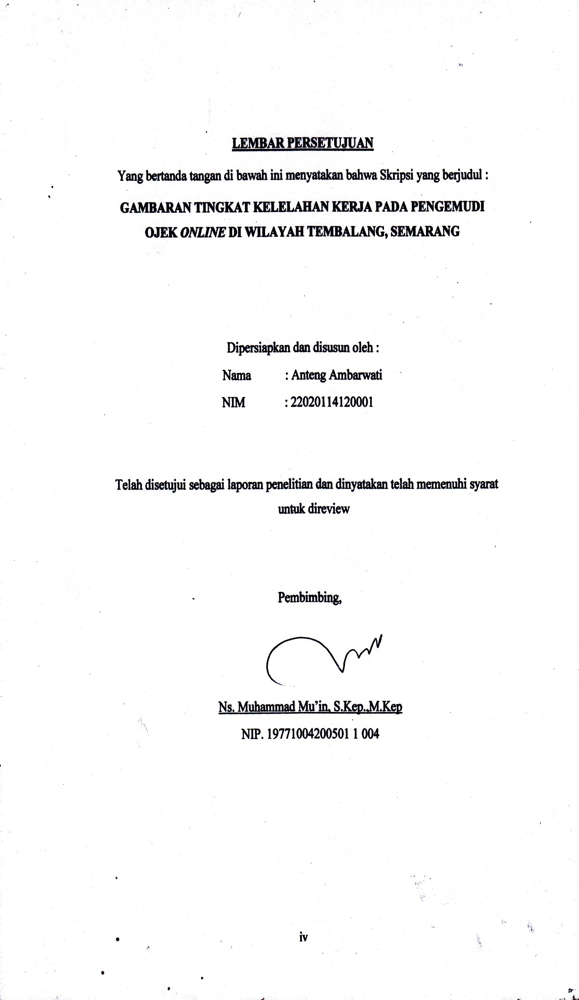 LEMBAR PERSETUJUAN
Yang bertanda tangan di bawah ini menyatakan bahwa Skripsi yang berjudul :
GAMBARAN TINGKAT KELELAHAN KERJA PADA PENGEMUDI
OJEK ONLINE DI WILAYAH TEMBALANG, SEMARANG
Dipersiapkan dan disusun oleh :
Nama : Anteng Ambarwati
NIM : 22020114120001
Telah disetujui sebagai laporan penelitian dan dinyatakan telah memenuhi syarat
untuk direview
Pembimbing,
Ns. Muhammad Mu'in, S.Kep.,M.Kep
NIP. 19771004200501 1 004
iv